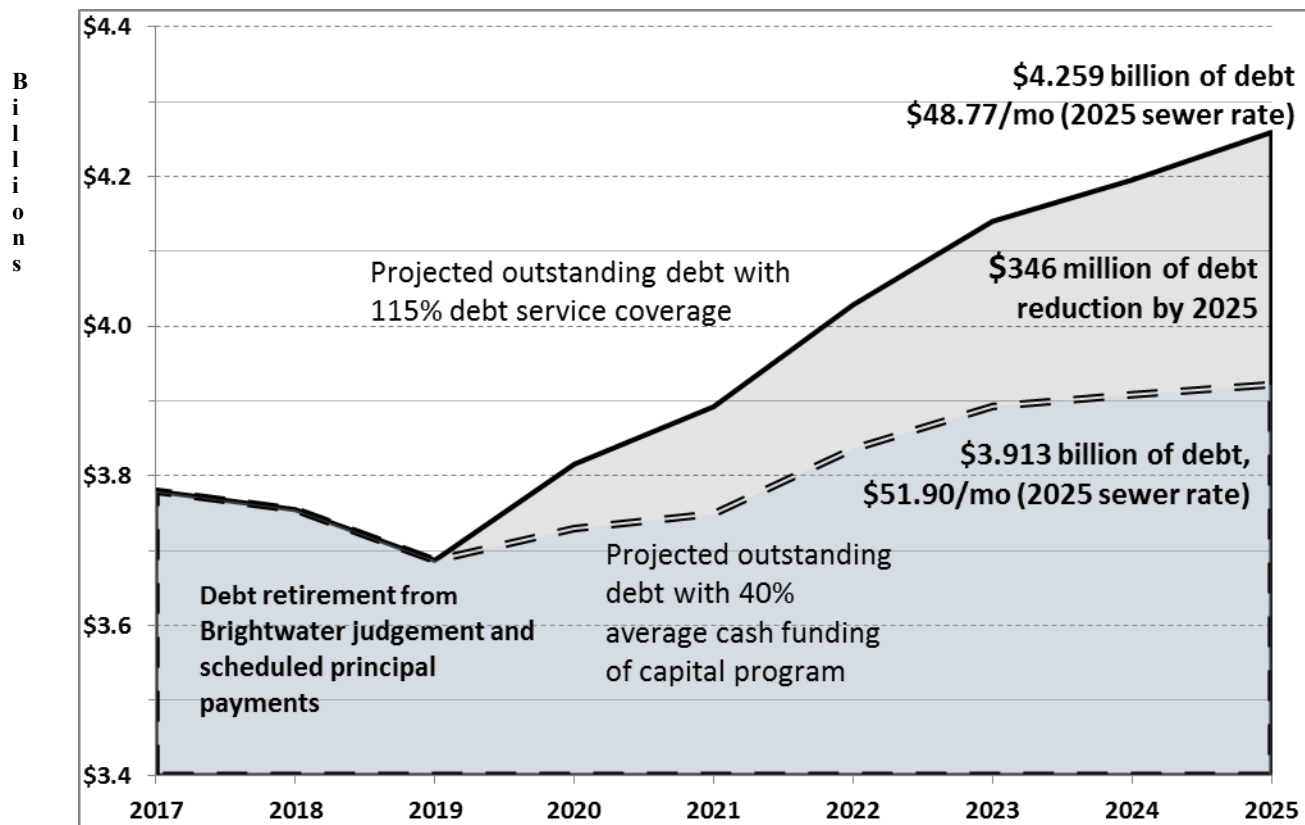 Billions
$4.4
$4.2
$4.0
$3.8
$3.6
$3.4
$4.259 billion of debt
$48.77/mo (2025 sewer rate)
Projected outstanding debt with
115% debt service coverage
$346 million of debt
reduction by 2025
$3.913 billion of debt,
$51.90/mo (2025 sewer rate)
Projected outstanding
debt with 40%
average cash funding
of capital program
Debt retirement from
Brightwater judgement and
scheduled principal
payments
2017 2018 2019 2020 2021 2022 2023 2024 2025